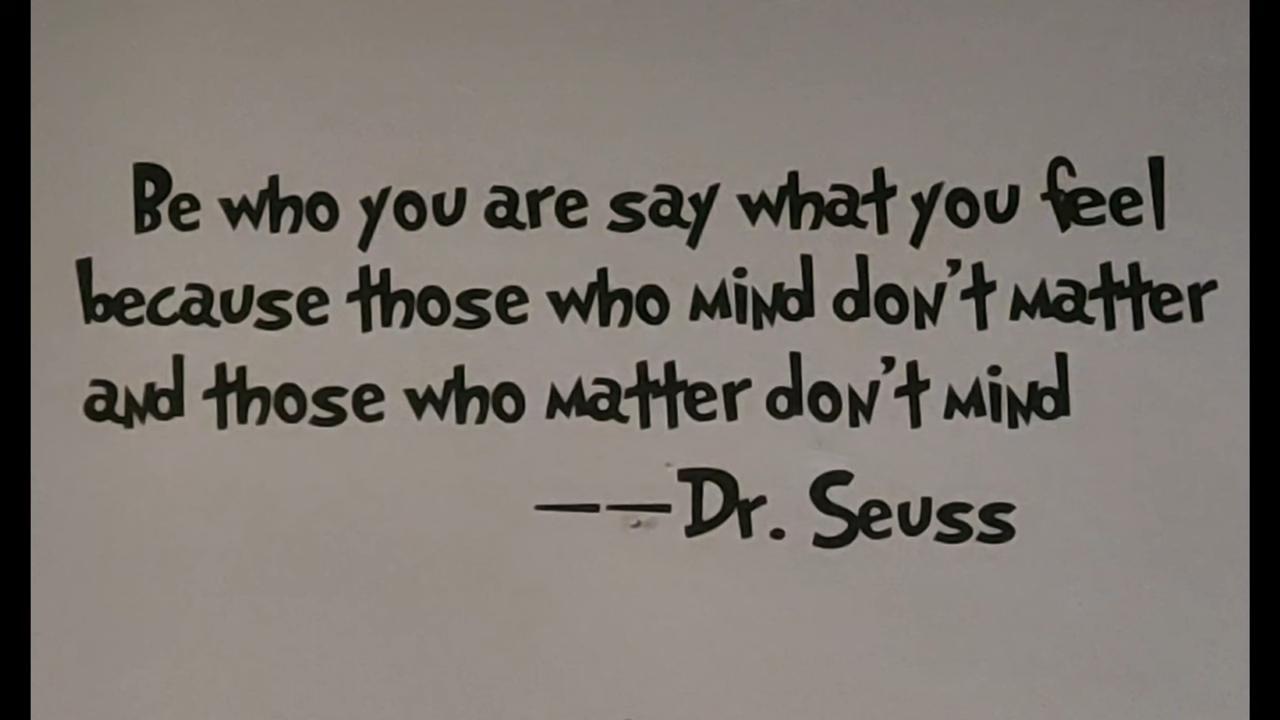 Be who you are say what you feel
because those who mind don't matter
and those who matter don't mind
--Dr. Seuss